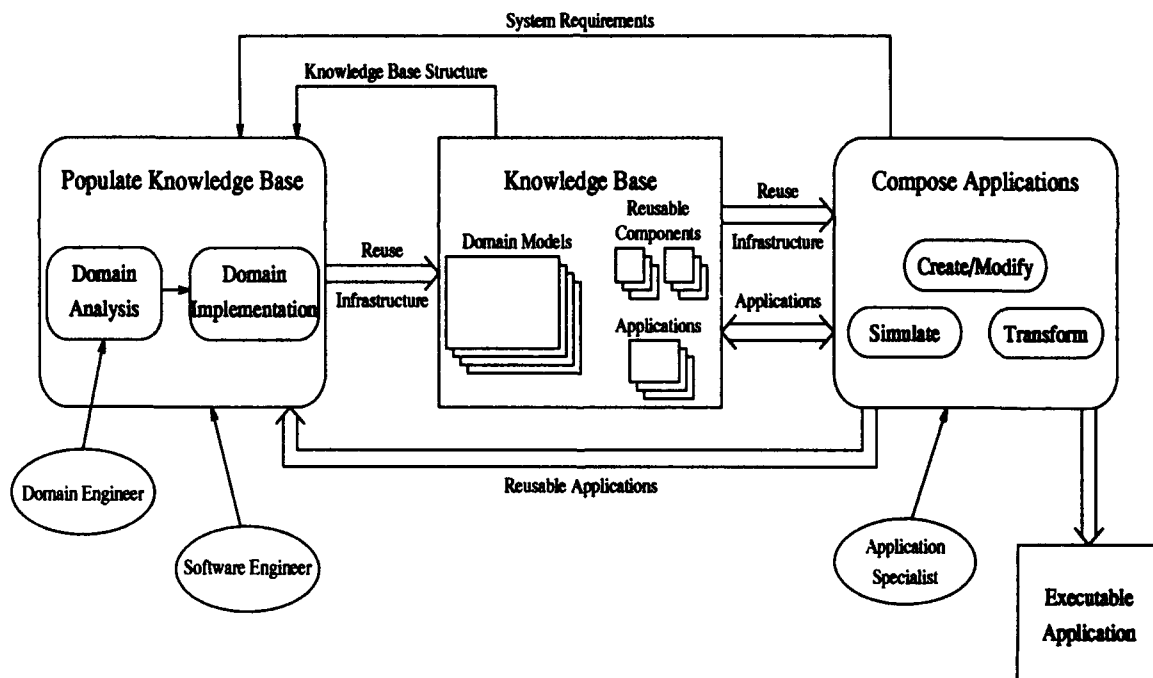 System Requirements
Knowledge Base Structure
Populate Knowledge Base
Domain
Analysis
Domain
Implementation
Reuse
Infrastructure
Knowledge Base
Domain Models
Reusable
Components
Applications
Reuse
Infrastructure
Applications
Compose Applications
Create/Modify
Simulate
Transform
Reusable Applications
Domain Engineer
Software Engineer
Application
Specialist
Executable
Application